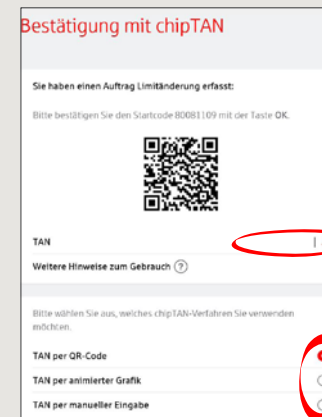 Bestätigung mit chipTAN
Sie haben einen Auftrag Limitänderung erfasst:
Bitte bestätigen Sie den Startcode 80081109 mit der Taste OK.
TAN
Weitere Hinweise zum Gebrauch ?
Bitte wählen Sie aus, welches chipTAN-Verfahren Sie verwenden
möchten.
TAN per QR-Code
TAN per animierter Grafik
TAN per manueller Eingabe